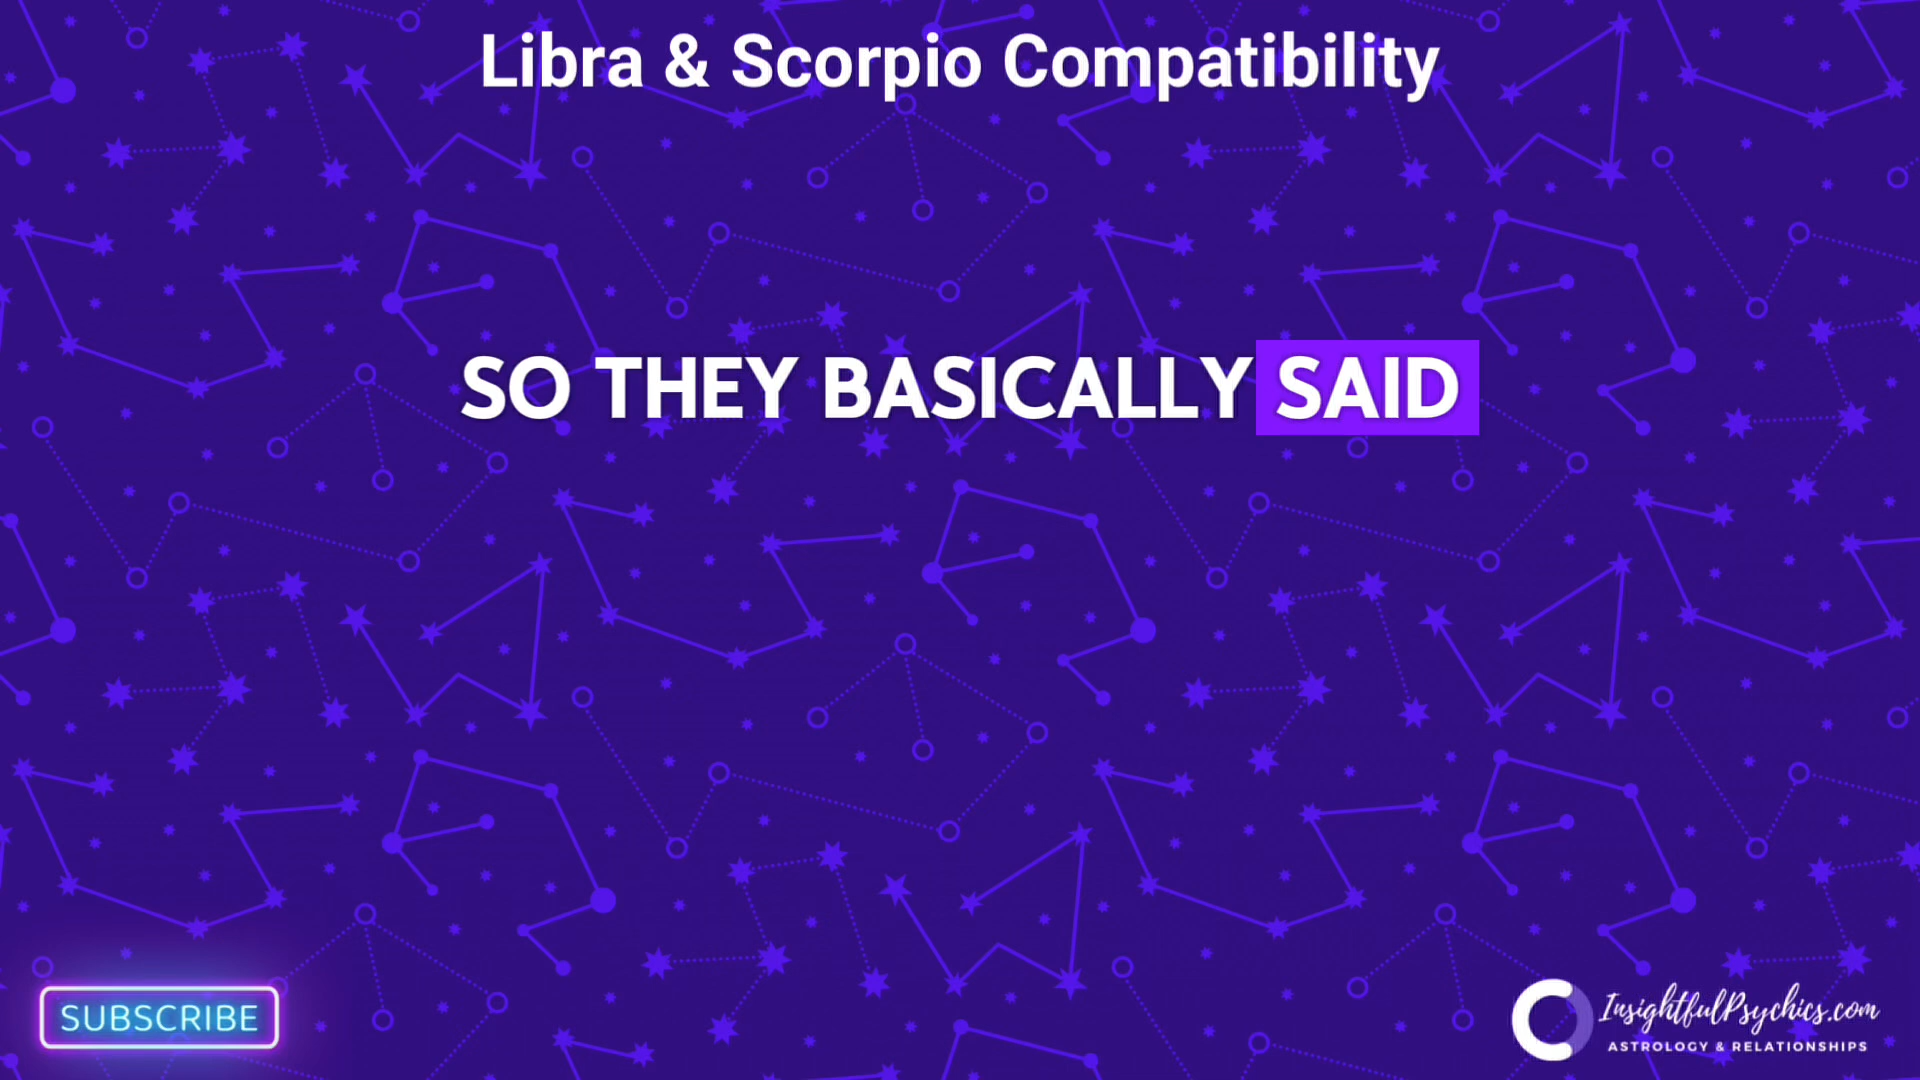 Libra & Scorpio Compatibility
SO THEY BASICALLY SAID
SUBSCRIBE
InsightfulPsychics.com
ASTROLOGY & RELATIONSHIPS